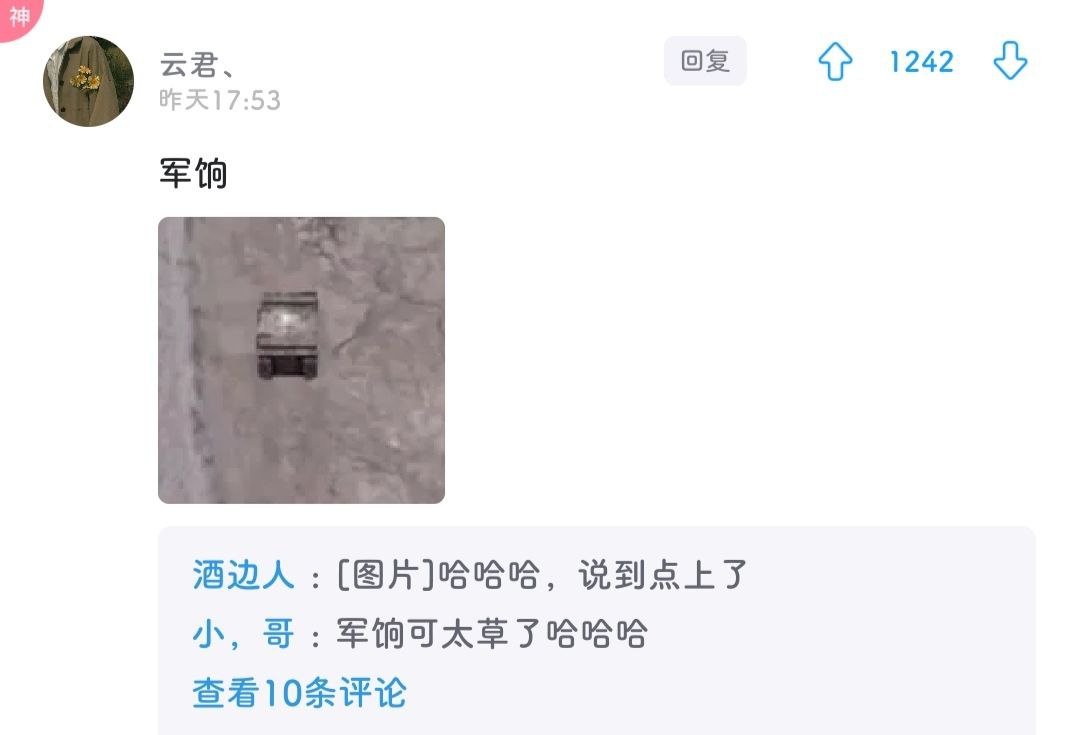 神
云君、
昨天17:53
回复
1242
军饷
酒边人：[图片]哈哈哈，说到点上了
小，哥：军饷可太草了哈哈哈
查看10条评论